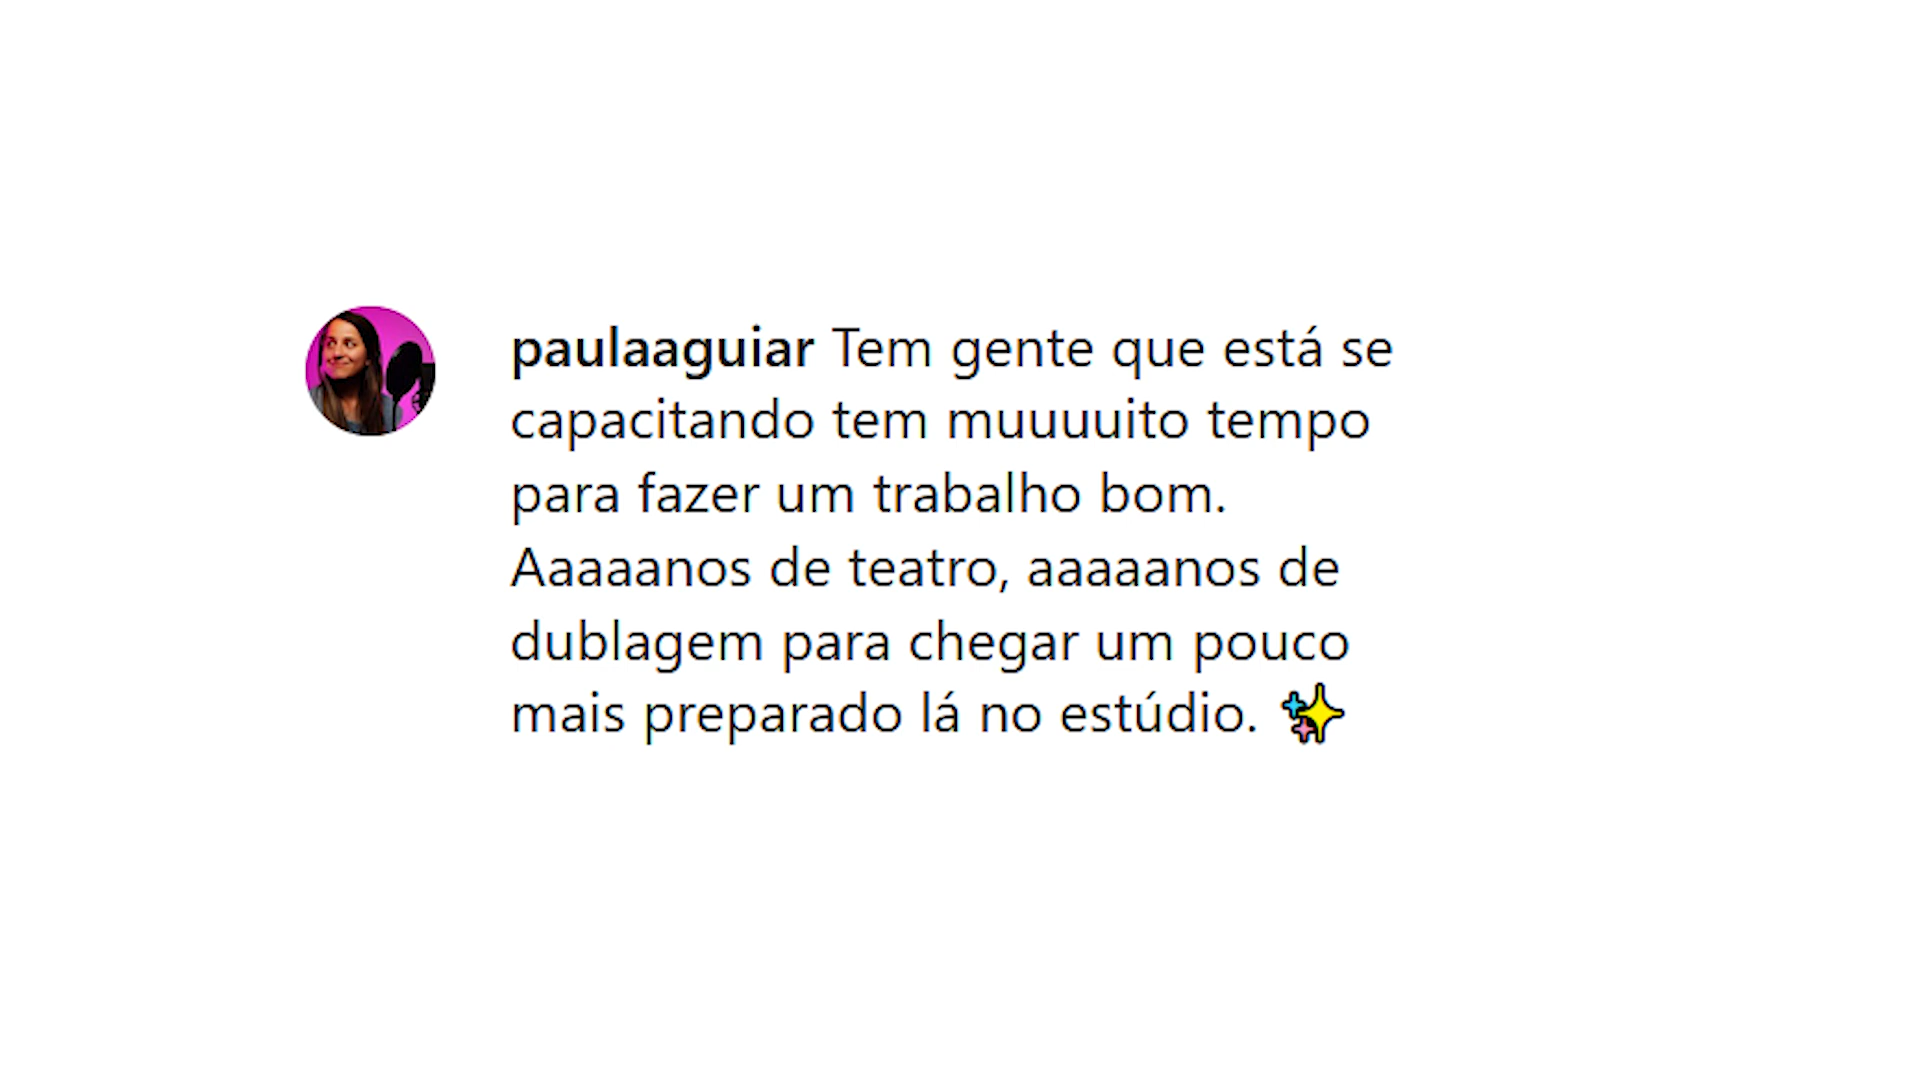 paulaaguiar Tem gente que está se
capacitando tem muuuuito tempo
para fazer um trabalho bom.
Aaaaanos de teatro, aaaaanos de
dublagem para chegar um pouco
mais preparado lá no estúdio. ✨